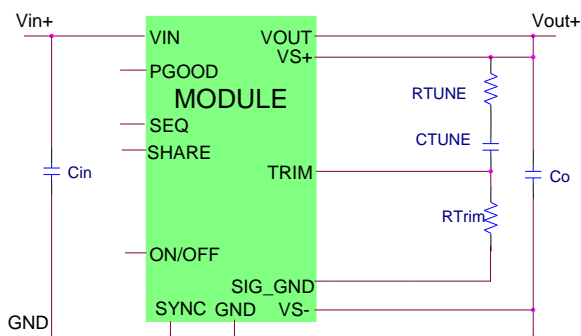 Vin+
Vout+
VIN
VOUT
VS+
PGOOD
RTUNE
MODULE
SEQ
CTUNE
SHARE
Cin
TRIM
Co
RTrim
ON/OFF
SIG_GND
GND
SYNC
GND
VS-